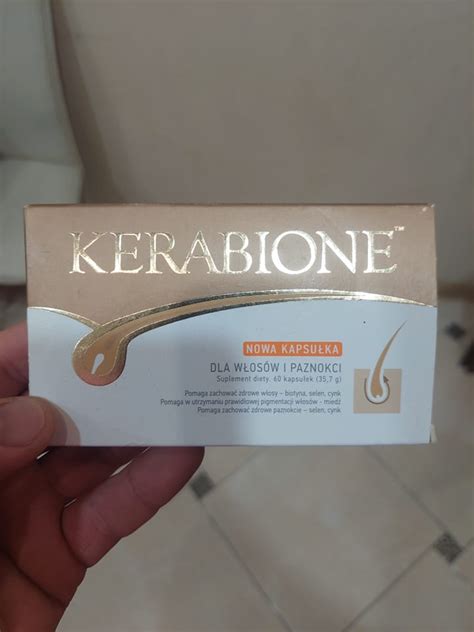 KERABIONE™
NOWA KAPSUŁKA
DLA WŁOSÓW I PAZNOKCI
Suplement diety. 60 kapsułek (35,7 g)
Pomaga zachować zdrowe włosy – biotyna, selen, cynk
Pomaga w utrzymaniu prawidłowej pigmentacji włosów - miedź
Pomaga zachować zdrowe paznokcie – selen, cynk